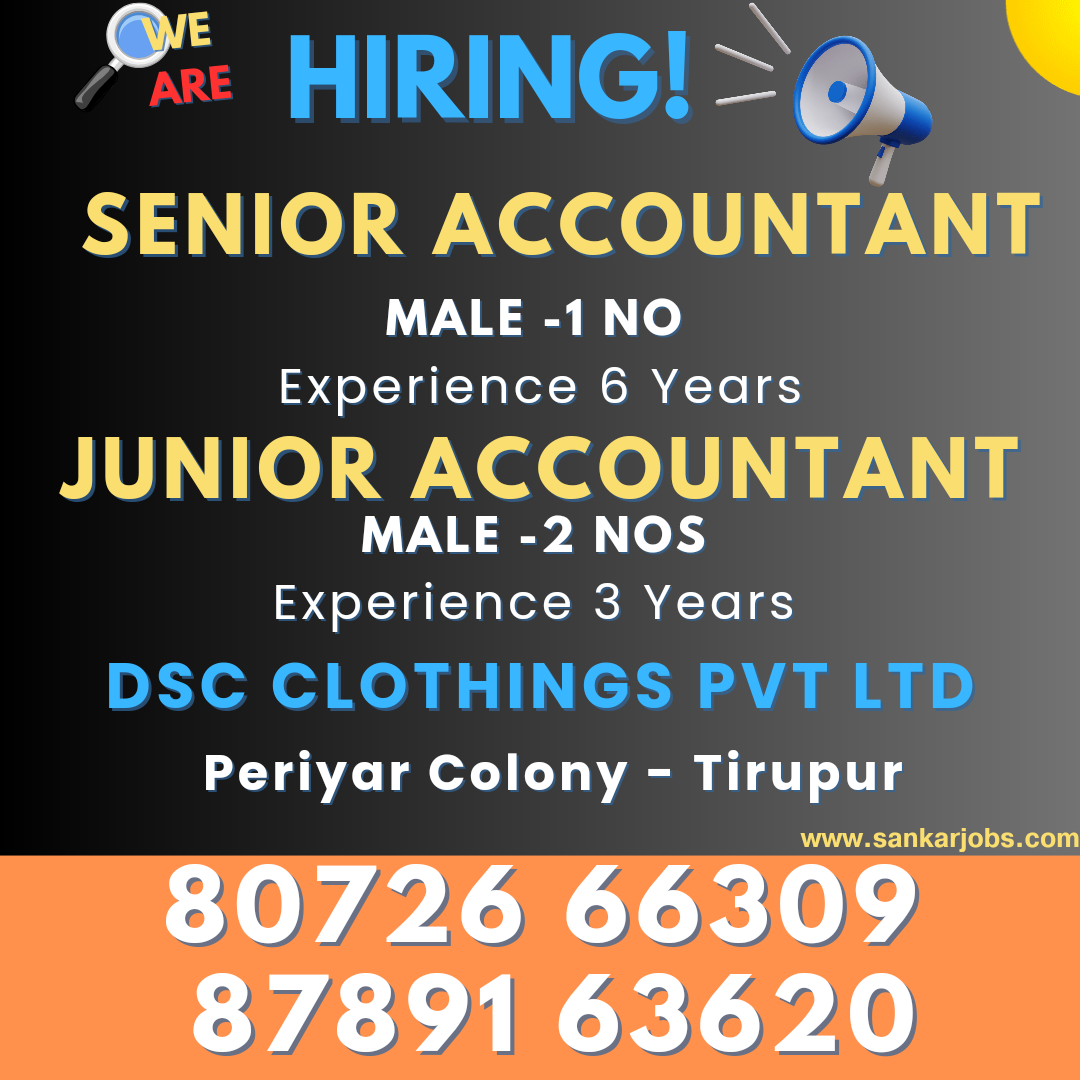 WE
ARE
HIRING!
SENIOR ACCOUNTANT
MALE -1 NO
Experience 6 Years
JUNIOR ACCOUNTANT
MALE -2 NOS
Experience 3 Years
DSC CLOTHINGS PVT LTD
Periyar Colony - Tirupur
www.sankarjobs.com
80726 66309
87891 63620